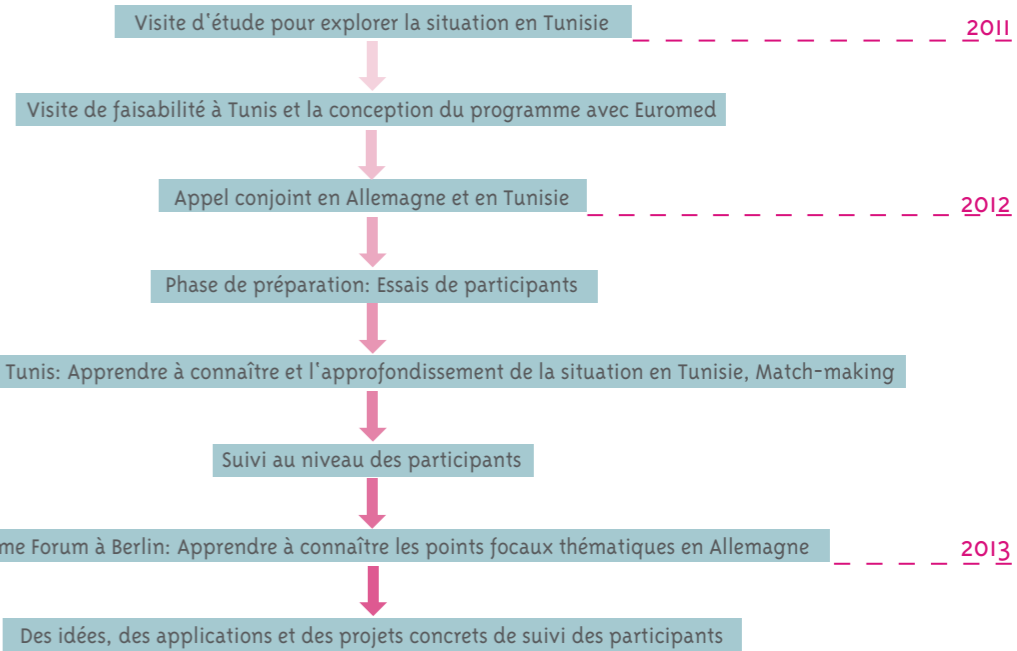 Visite d'étude pour explorer la situation en Tunisie
2011
Visite de faisabilité à Tunis et la conception du programme avec Euromed
Appel conjoint en Allemagne et en Tunisie
2012
Phase de préparation: Essais de participants
Tunis: Apprendre à connaître et l'approfondissement de la situation en Tunisie, Match-making
Suivi au niveau des participants
me Forum à Berlin: Apprendre à connaître les points focaux thématiques en Allemagne
2013
Des idées, des applications et des projets concrets de suivi des participants